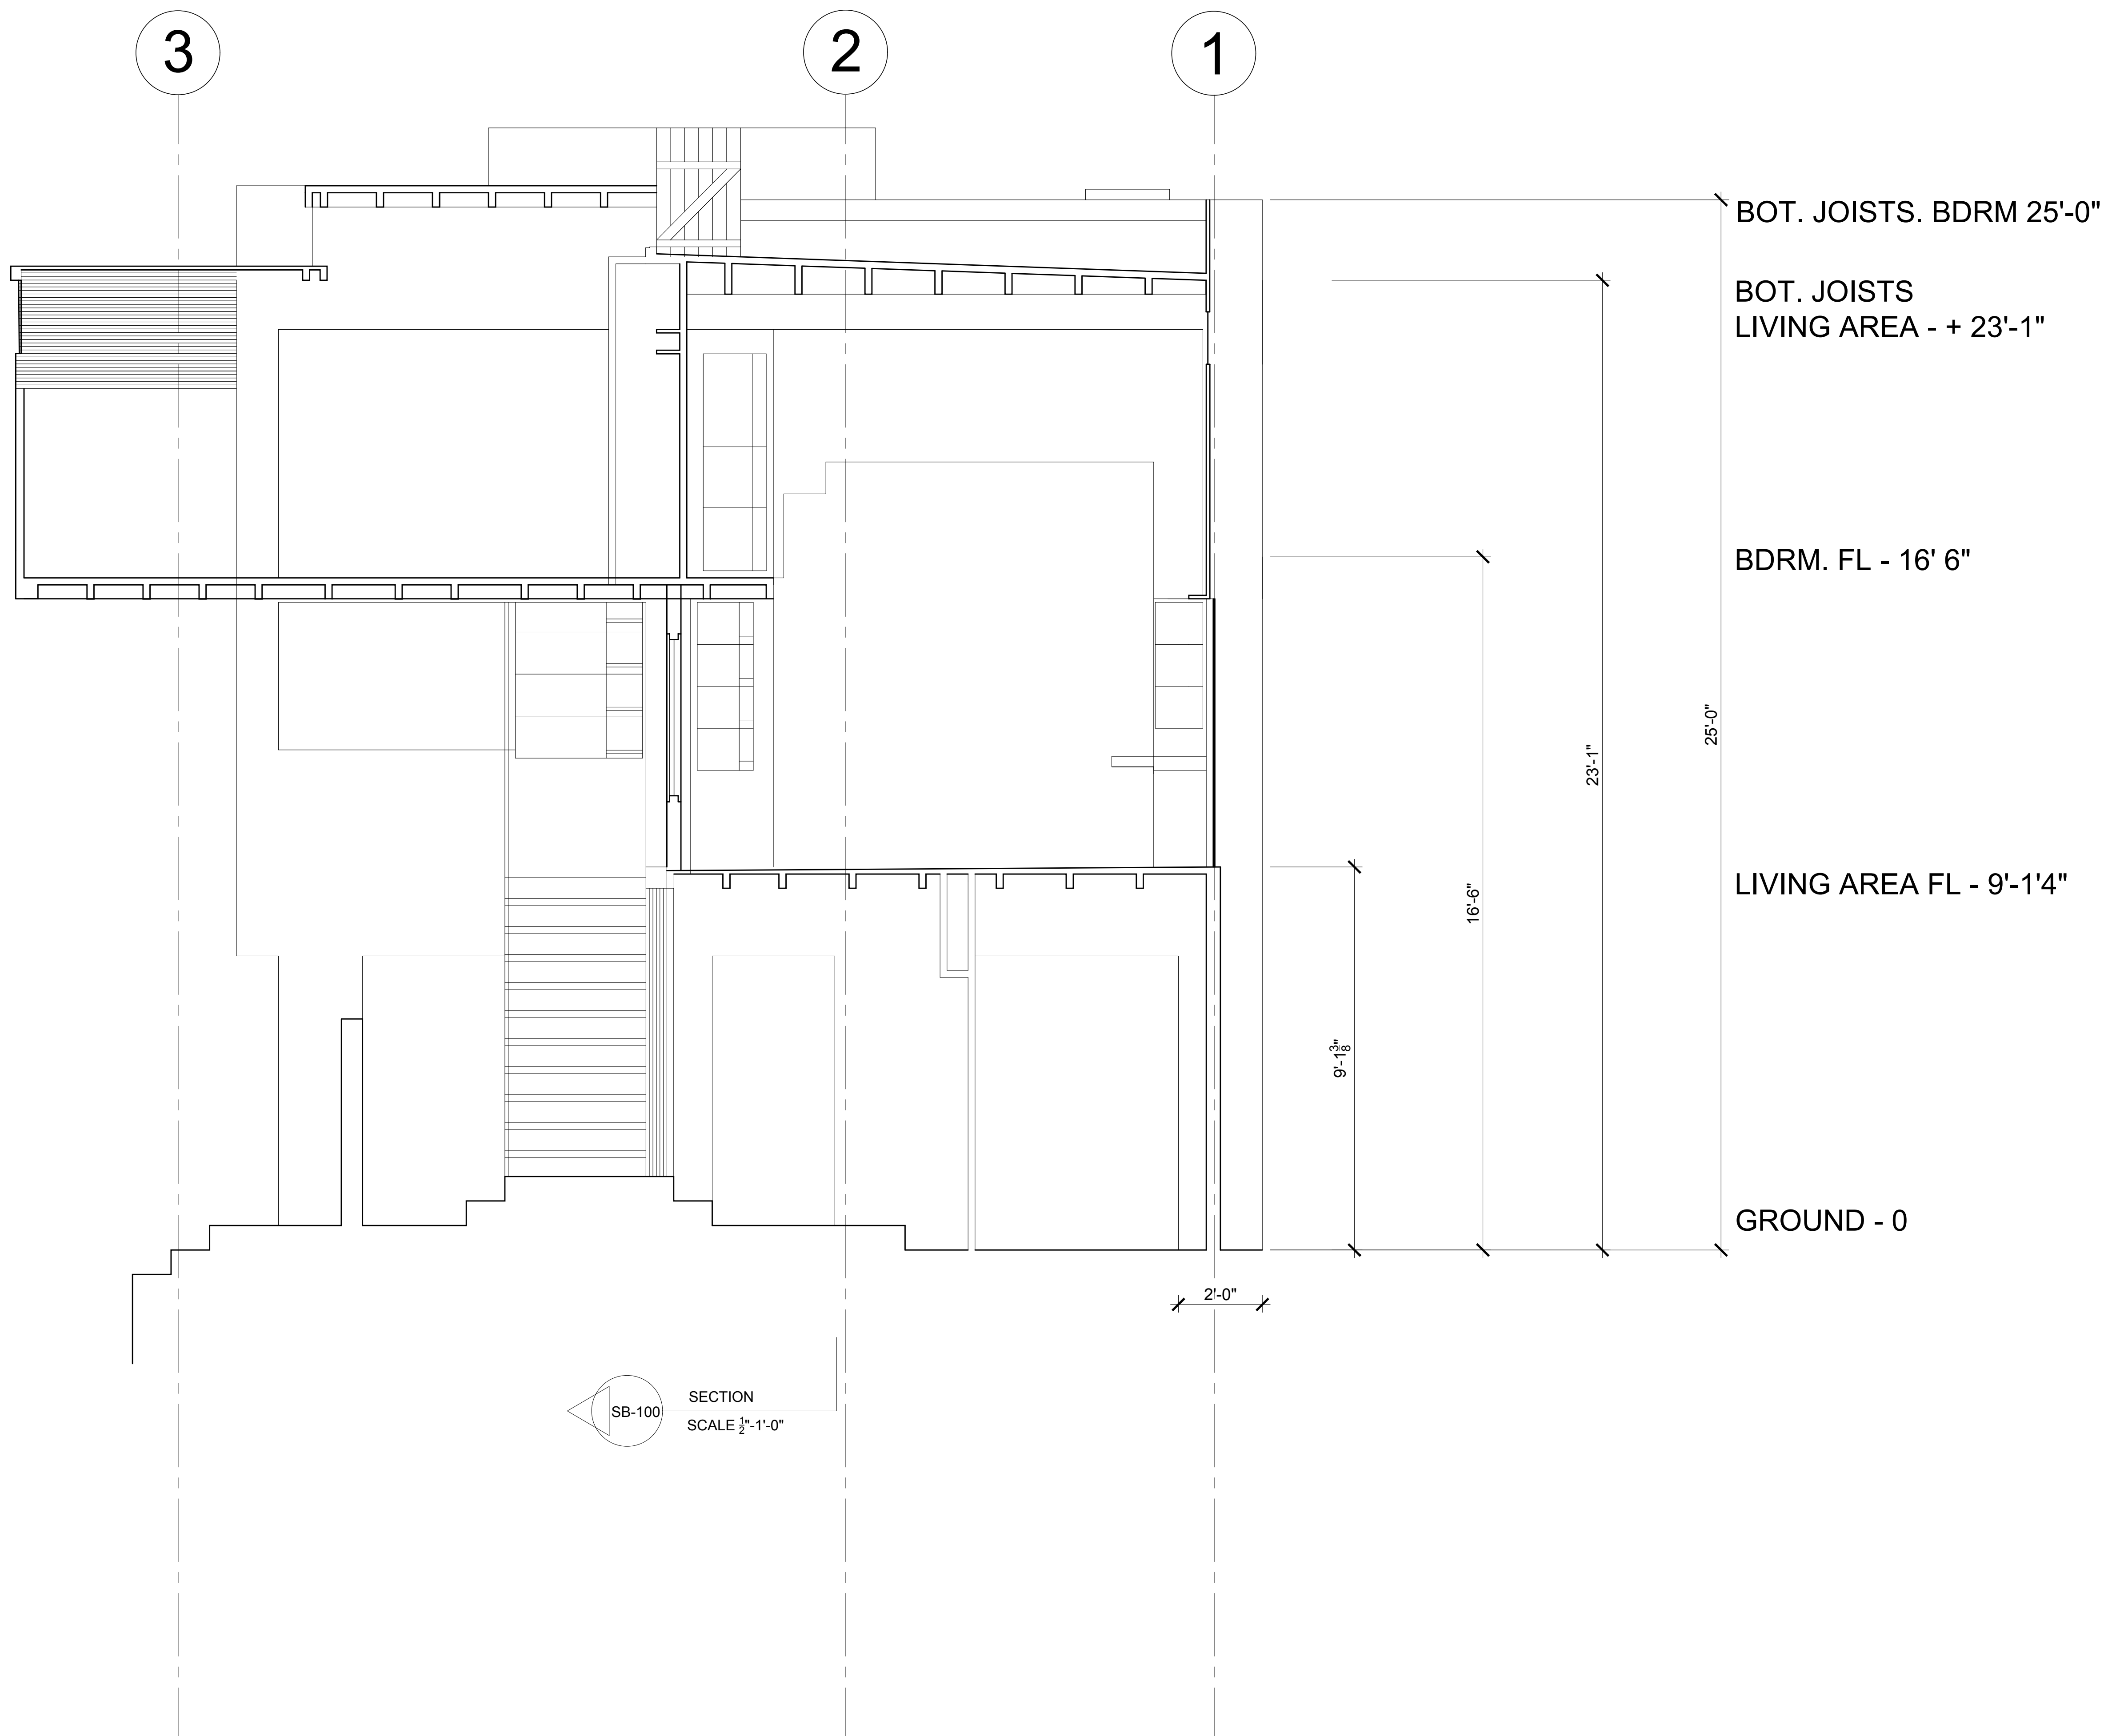 3
2
1
BOT. JOISTS. BDRM 25'-0"
BOT. JOISTS
LIVING AREA - + 23'-1"
BDRM. FL - 16' 6"
25'-0"
23'-1"
LIVING AREA FL - 9'-1'4"
16'-6"
9'-1 3/8"
GROUND - 0
2'-0"
SECTION
SB-100
SCALE 1/2"-1'-0"